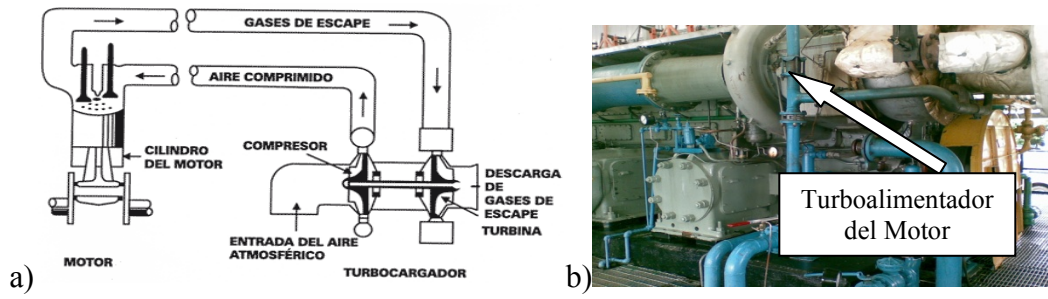 GASES DE ESCAPE
AIRE COMPRIMIDO
CILINDRO
DEL MOTOR
COMPRESOR
DESCARGA
DE
GASES DE
ESCAPE
TURBINA
ENTRADA DEL AIRE
ATMOSFÉRICO
MOTOR
TURBOCARGADOR
a)
b)
Turboalimentador
del Motor